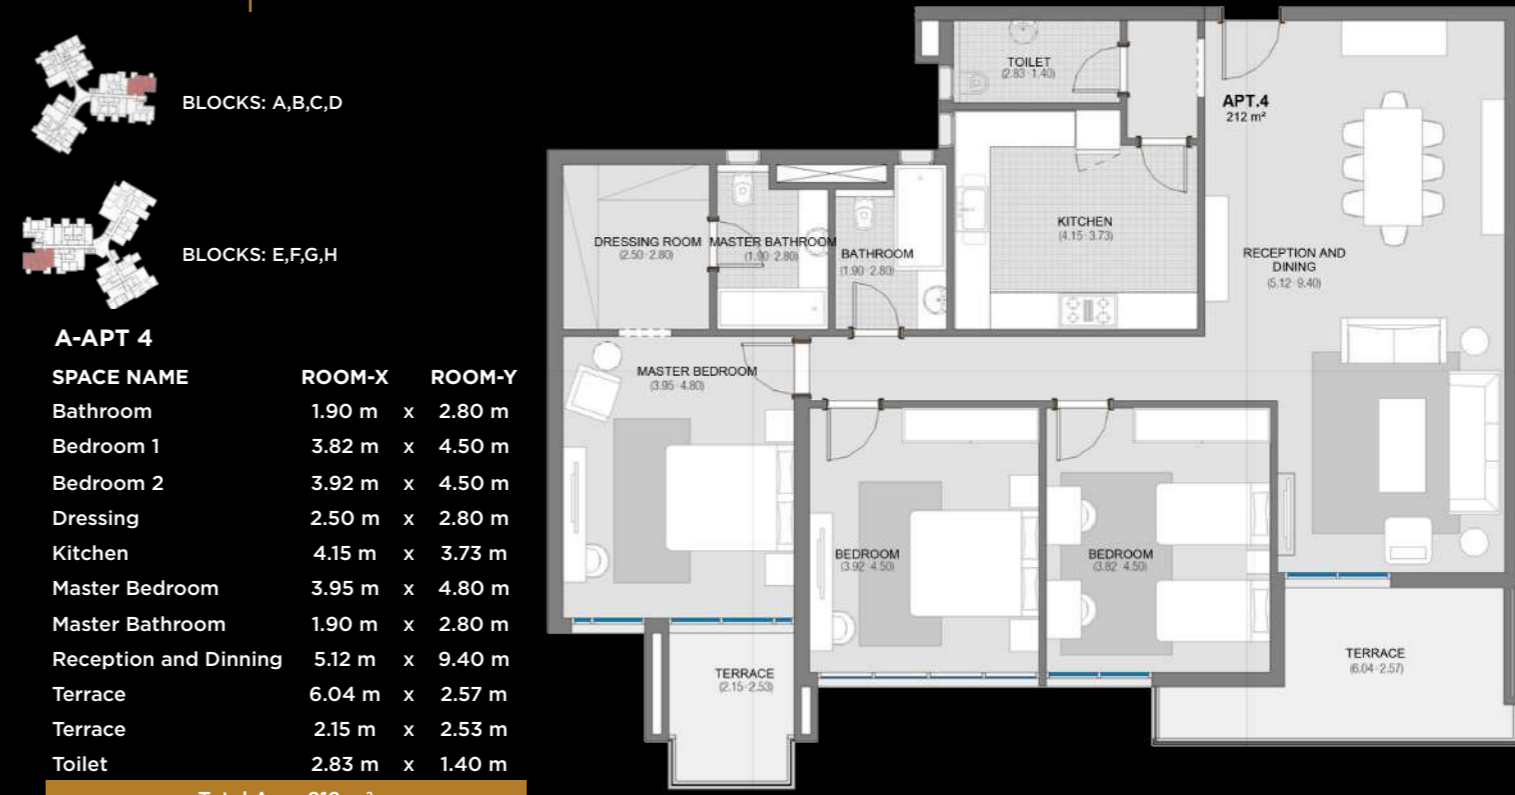 BLOCKS: A,B,C,D
BLOCKS: E,F,G,H
A-APT 4
SPACE NAME ROOM-X ROOM-Y
Bathroom 1.90 m x 2.80 m
Bedroom 1 3.82 m x 4.50 m
Bedroom 2 3.92 m x 4.50 m
Dressing 2.50 m x 2.80 m
Kitchen 4.15 m x 3.73 m
Master Bedroom 3.95 m x 4.80 m
Master Bathroom 1.90 m x 2.80 m
Reception and Dinning 5.12 m x 9.40 m
Terrace 6.04 m x 2.57 m
Terrace 2.15 m x 2.53 m
Toilet 2.83 m x 1.40 m
TOILET
(2.83 1.40)
APT.4
212 m²
KITCHEN
(4.15 3.73)
DRESSING ROOM
(2.50 2.80)
MASTER BATHROOM
(1.90 2.80)
BATHROOM
(1.90 2.80)
RECEPTION AND
DINING
(5.12 9.40)
MASTER BEDROOM
(3.95 4.80)
BEDROOM
(3.92 4.50)
BEDROOM
(3.82 4.50)
TERRACE
(2.15 2.53)
TERRACE
(6.04 2.57)